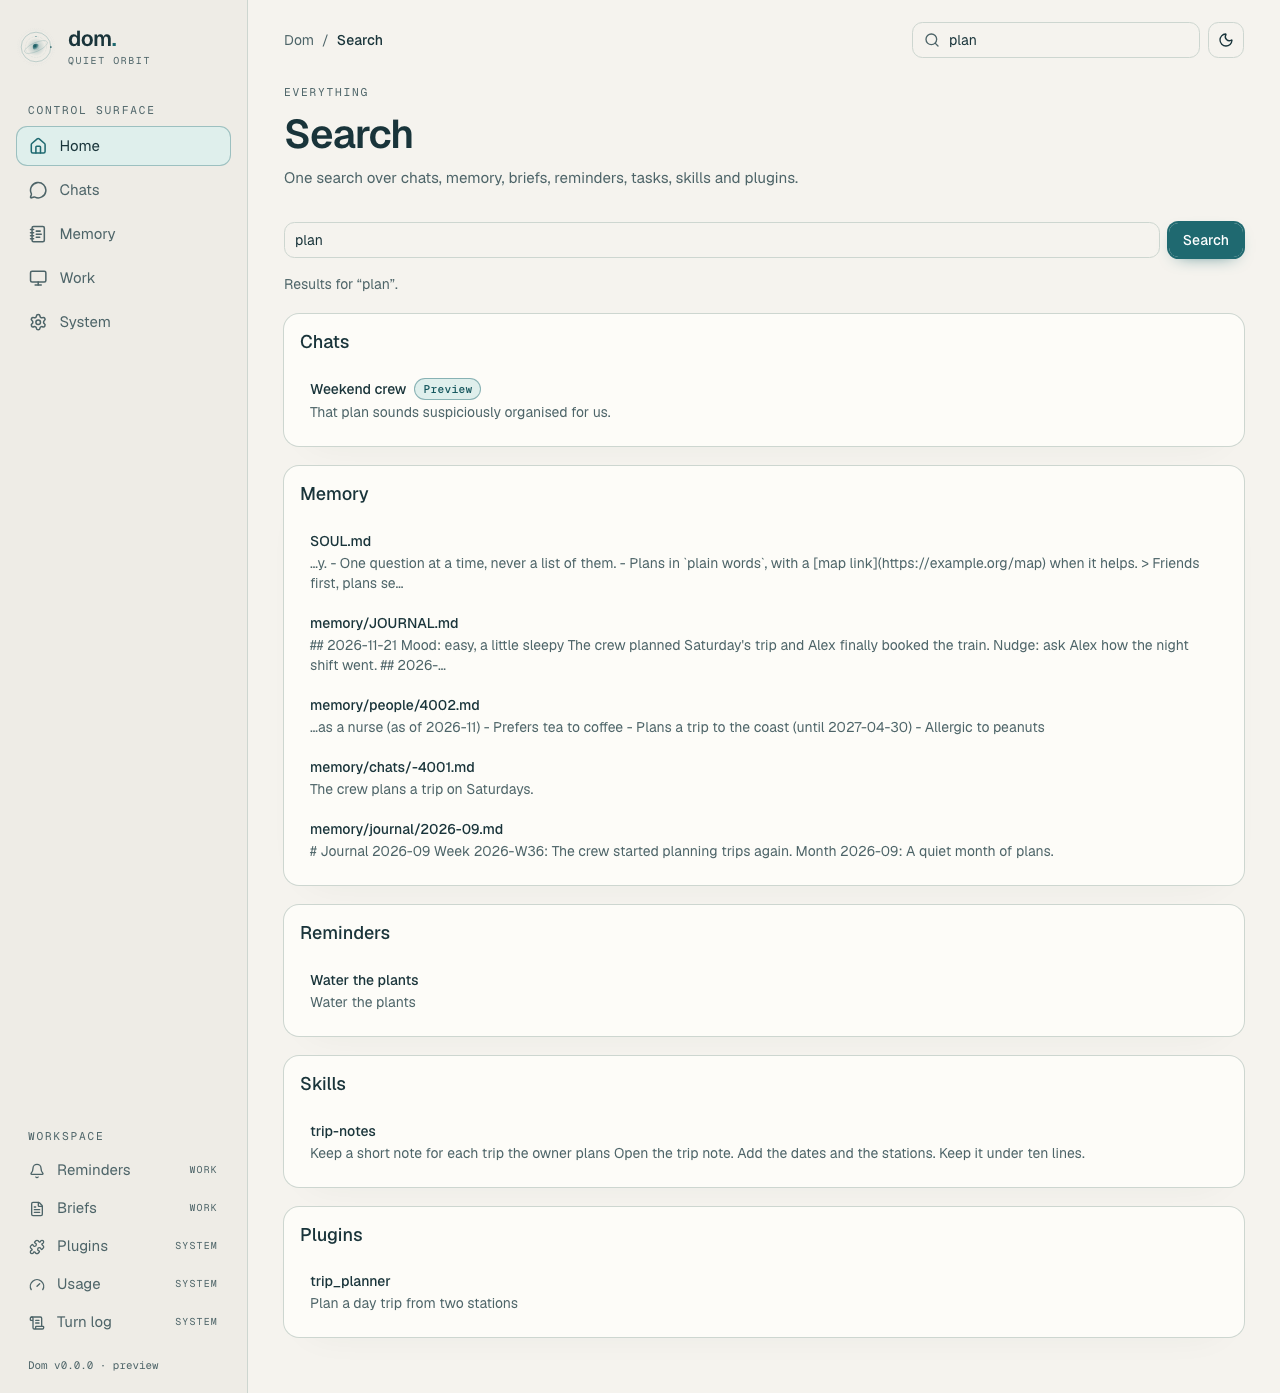 dom.
QUIET ORBIT
CONTROL SURFACE
Home
Chats
Memory
Work
System
WORKSPACE
Reminders WORK
Briefs WORK
Plugins SYSTEM
Usage SYSTEM
Turn log SYSTEM
Dom v0.0.0 · preview
Dom / Search
plan
EVERYTHING
Search
One search over chats, memory, briefs, reminders, tasks, skills and plugins.
plan
Search
Results for “plan”.
Chats
Weekend crew Preview
That plan sounds suspiciously organised for us.
Memory
SOUL.md
…y. - One question at a time, never a list of them. - Plans in `plain words`, with a [map link](https://example.org/map) when it helps. > Friends
first, plans se…
memory/JOURNAL.md
## 2026-11-21 Mood: easy, a little sleepy The crew planned Saturday's trip and Alex finally booked the train. Nudge: ask Alex how the night
shift went. ## 2026-…
memory/people/4002.md
…as a nurse (as of 2026-11) - Prefers tea to coffee - Plans a trip to the coast (until 2027-04-30) - Allergic to peanuts
memory/chats/-4001.md
The crew plans a trip on Saturdays.
memory/journal/2026-09.md
# Journal 2026-09 Week 2026-W36: The crew started planning trips again. Month 2026-09: A quiet month of plans.
Reminders
Water the plants
Water the plants
Skills
trip-notes
Keep a short note for each trip the owner plans Open the trip note. Add the dates and the stations. Keep it under ten lines.
Plugins
trip_planner
Plan a day trip from two stations